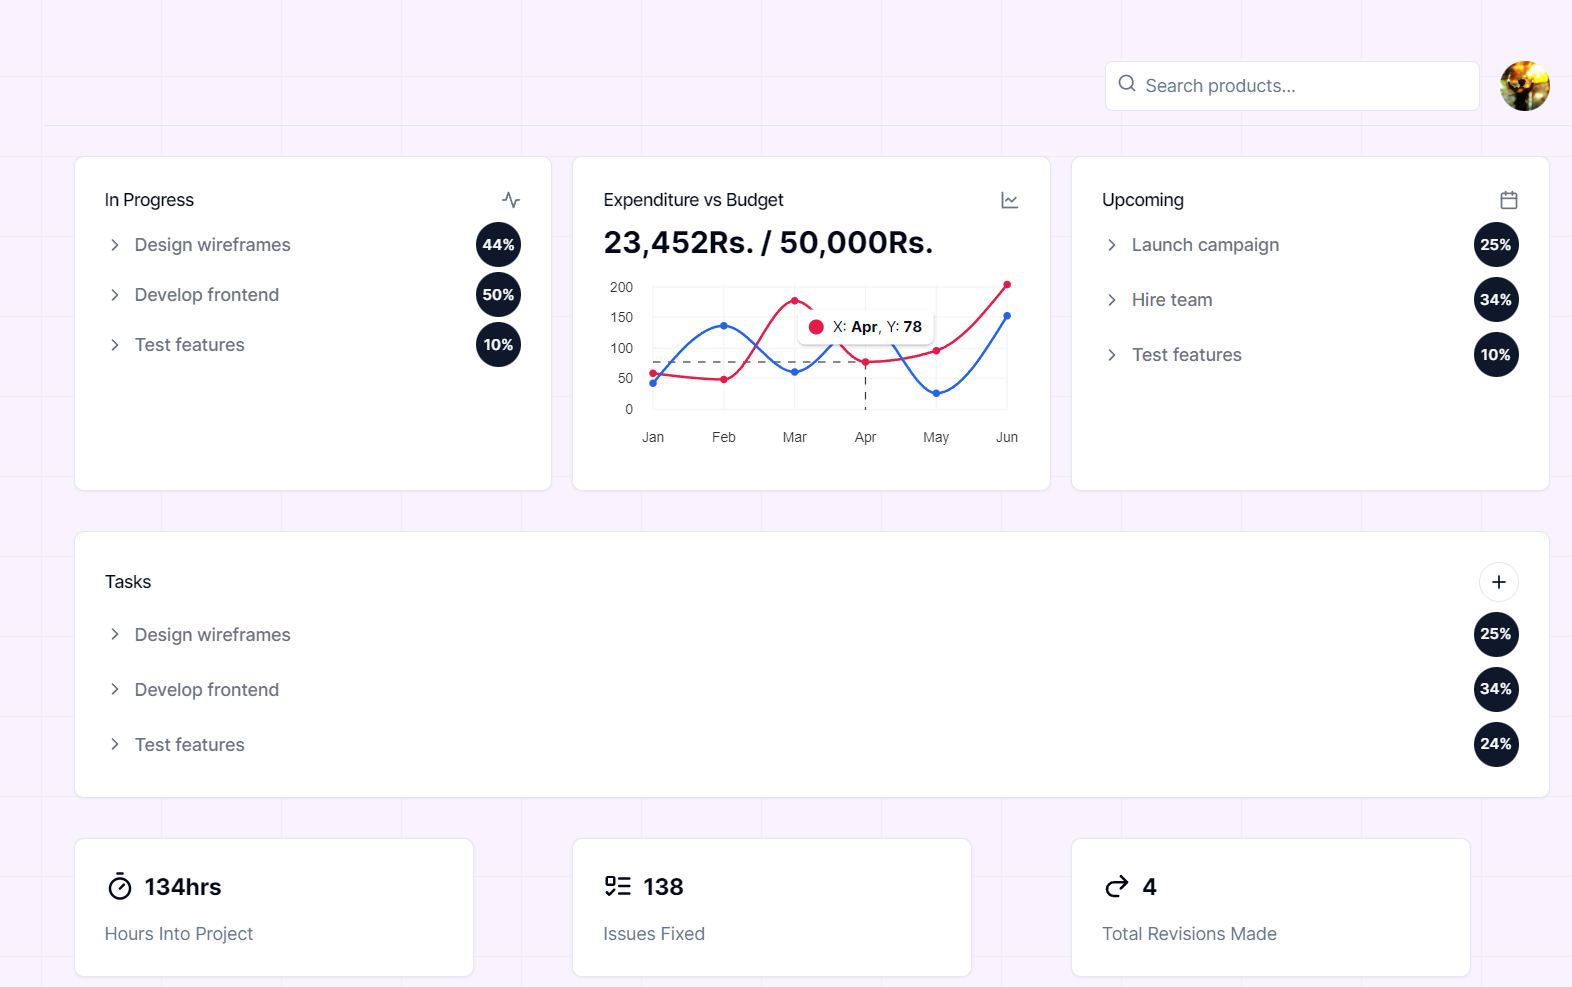 Search products...
In Progress
Design wireframes 44%
Develop frontend 50%
Test features 10%
Expenditure vs Budget
23,452Rs. / 50,000Rs.
200
150
100
50
0
X: Apr, Y: 78
Jan Feb Mar Apr May Jun
Upcoming
Launch campaign 25%
Hire team 34%
Test features 10%
Tasks
Design wireframes 25%
Develop frontend 34%
Test features 24%
134hrs
Hours Into Project
138
Issues Fixed
4
Total Revisions Made